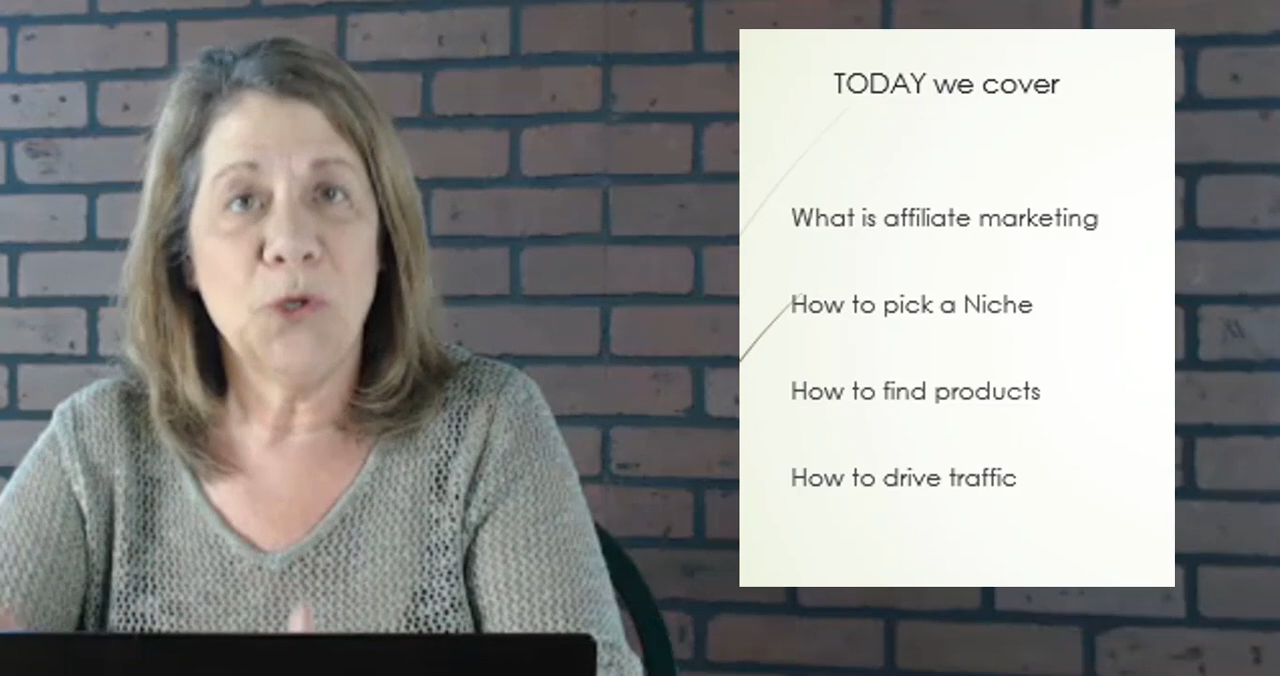 TODAY we cover
What is affiliate marketing
How to pick a Niche
How to find products
How to drive traffic